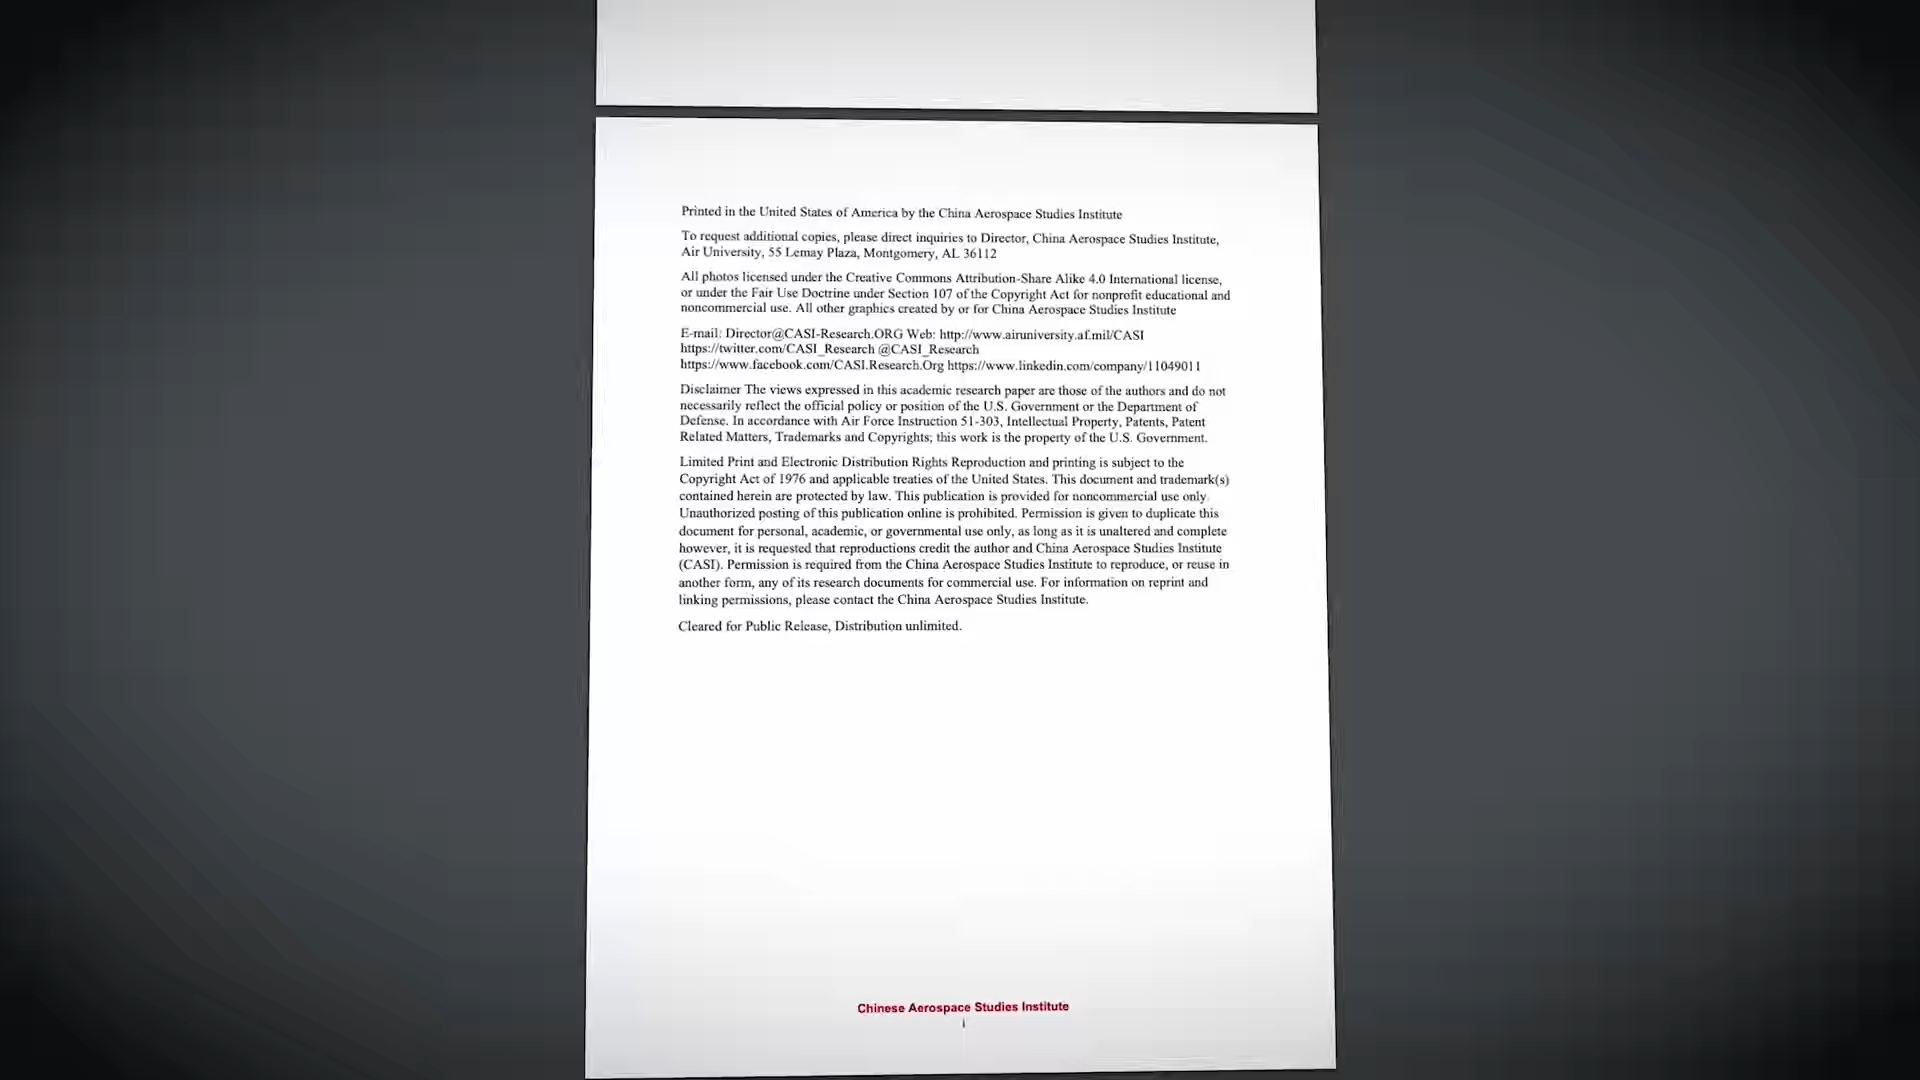 Printed in the United States of America by the China Aerospace Studies Institute
To request additional copies, please direct inquiries to Director, China Aerospace Studies Institute,
Air University, 55 Lemay Plaza, Montgomery, AL 36112
All photos licensed under the Creative Commons Attribution-Share Alike 4.0 International license,
or under the Fair Use Doctrine under Section 107 of the Copyright Act for nonprofit educational and
noncommercial use. All other graphics created by or for China Aerospace Studies Institute
E-mail: Director@CASI-Research.ORG Web: http://www.airuniversity.af.mil/CASI
https://twitter.com/CASI_Research @CASI_Research
https://www.facebook.com/CASI.Research.Org https://www.linkedin.com/company/11049011
Disclaimer The views expressed in this academic research paper are those of the authors and do not
necessarily reflect the official policy or position of the U.S. Government or the Department of
Defense. In accordance with Air Force Instruction 51-303, Intellectual Property, Patents, Patent
Related Matters, Trademarks and Copyrights; this work is the property of the U.S. Government.
Limited Print and Electronic Distribution Rights Reproduction and printing is subject to the
Copyright Act of 1976 and applicable treaties of the United States. This document and trademark(s)
contained herein are protected by law. This publication is provided for noncommercial use only.
Unauthorized posting of this publication online is prohibited. Permission is given to duplicate this
document for personal, academic, or governmental use only, as long as it is unaltered and complete
however, it is requested that reproductions credit the author and China Aerospace Studies Institute
(CASI). Permission is required from the China Aerospace Studies Institute to reproduce, or reuse in
another form, any of its research documents for commercial use. For information on reprint and
linking permissions, please contact the China Aerospace Studies Institute.
Cleared for Public Release, Distribution unlimited.
Chinese Aerospace Studies Institute
i